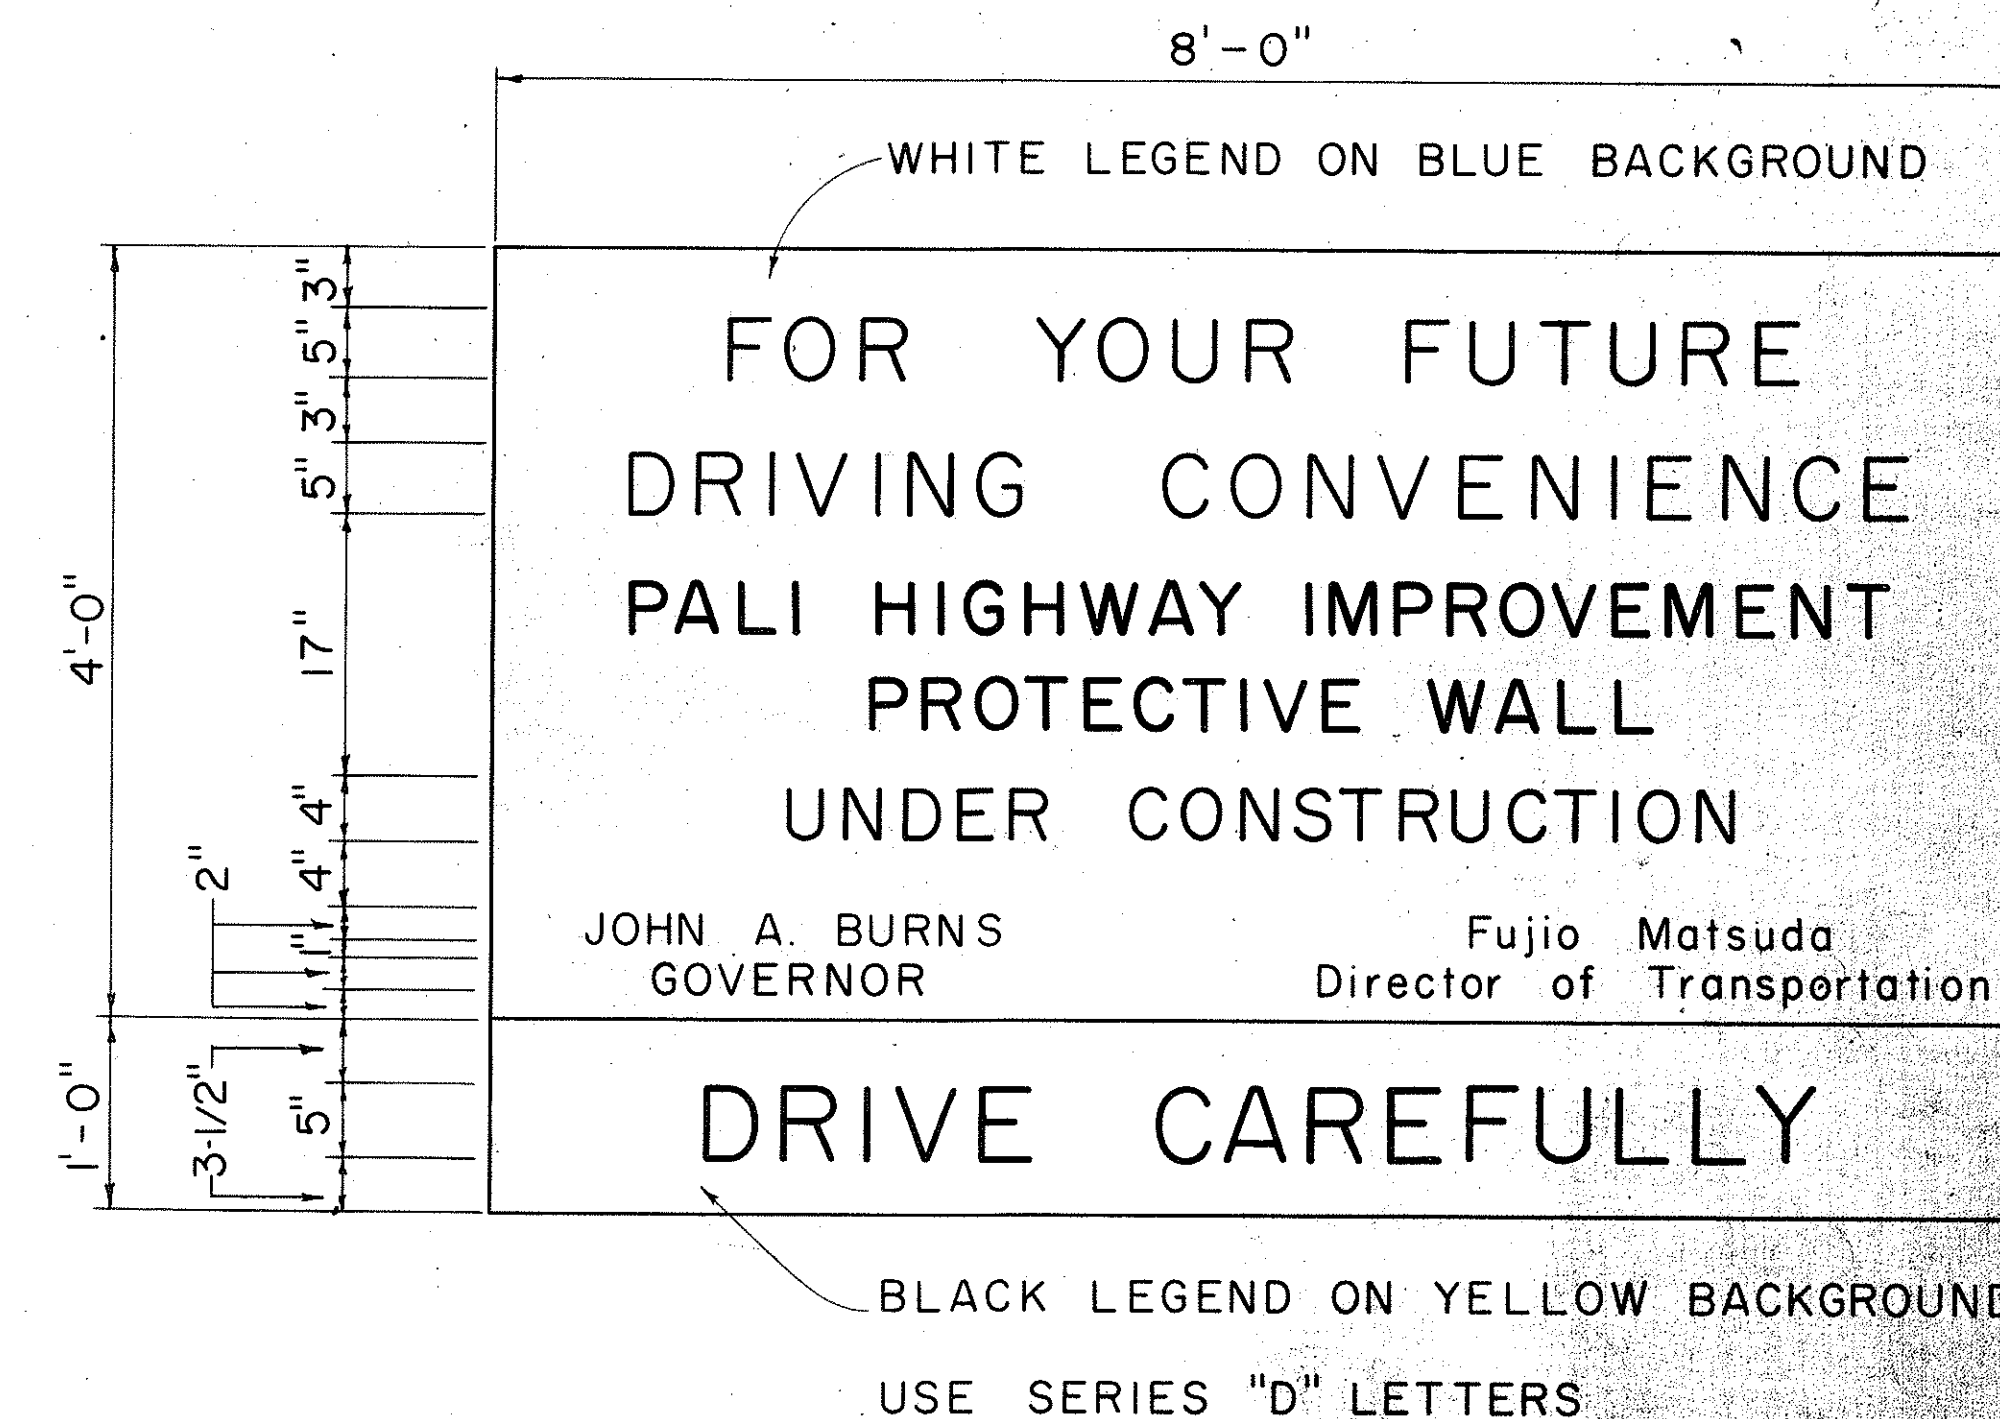 8'-0"
WHITE LEGEND ON BLUE BACKGROUND
3"
5"
3"
5"
17"
4"
4"
2"
1"
4'-0"
FOR YOUR FUTURE
DRIVING CONVENIENCE
PALI HIGHWAY IMPROVEMENT
PROTECTIVE WALL
UNDER CONSTRUCTION
JOHN A. BURNS
GOVERNOR
Fujio Matsuda
Director of Transportation
1'-0"
3-1/2"
5"
DRIVE CAREFULLY
BLACK LEGEND ON YELLOW BACKGROUND
USE SERIES "D" LETTERS